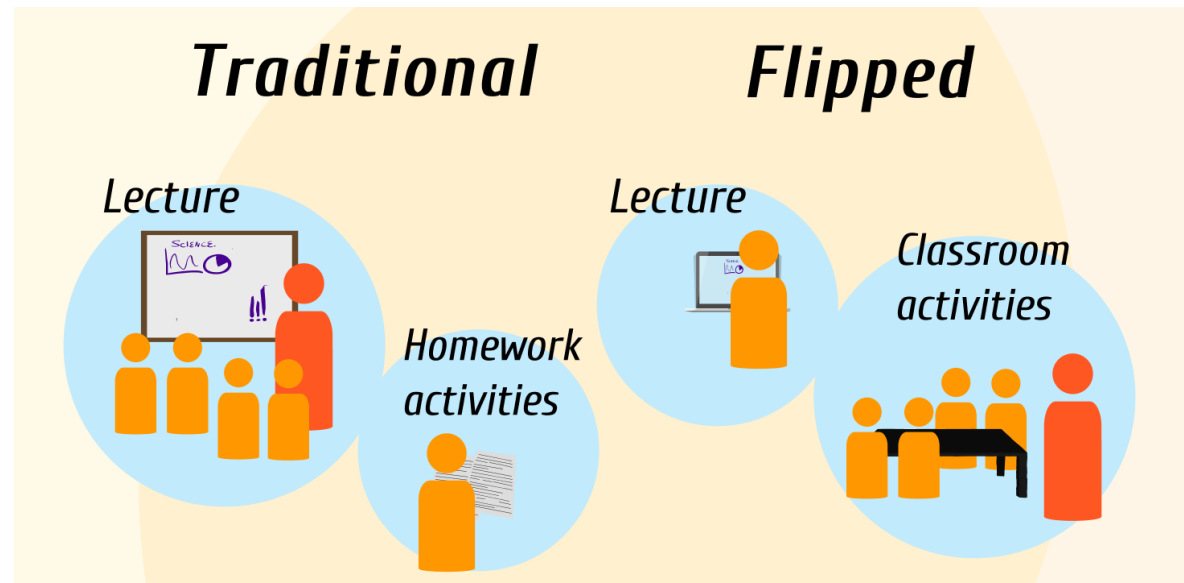 Traditional
Flipped
Lecture
SCIENCE.
Homework
activities
Lecture
Classroom
activities